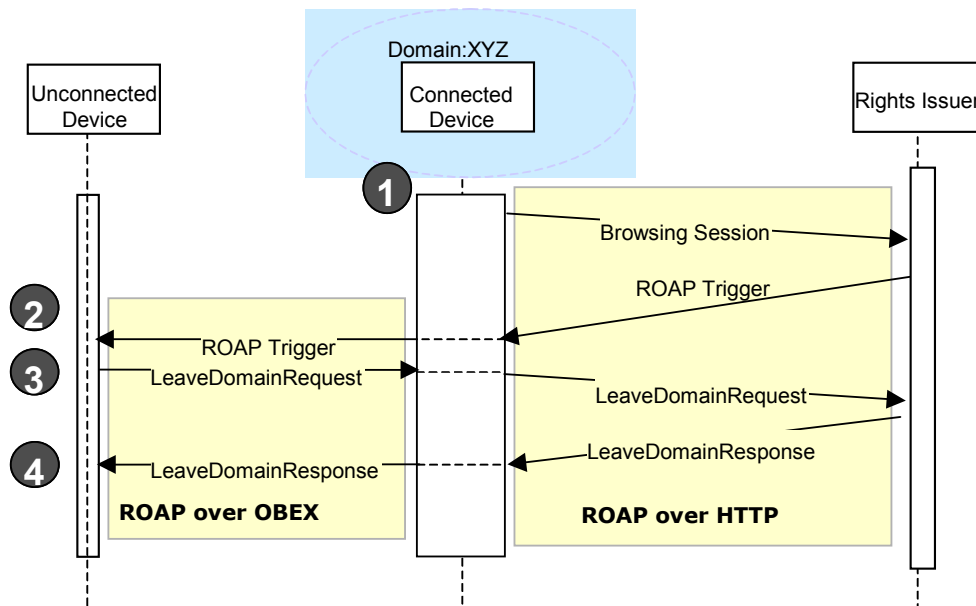 Domain:XYZ
Unconnected
Device
Connected
Device
Rights Issuer
1
Browsing Session
ROAP Trigger
2
ROAP Trigger
3
LeaveDomainRequest
LeaveDomainRequest
4
LeaveDomainResponse
LeaveDomainResponse
ROAP over OBEX
ROAP over HTTP